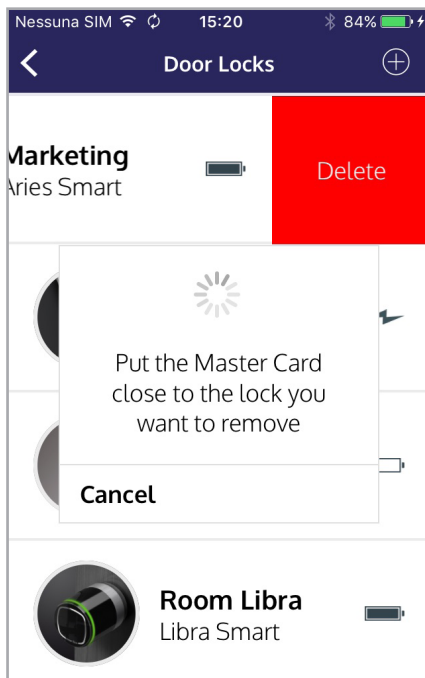 Nessuna SIM 15:20 84%
Door Locks
Marketing
Aries Smart
Delete
Put the Master Card
close to the lock you
want to remove
Cancel
Room Libra
Libra Smart